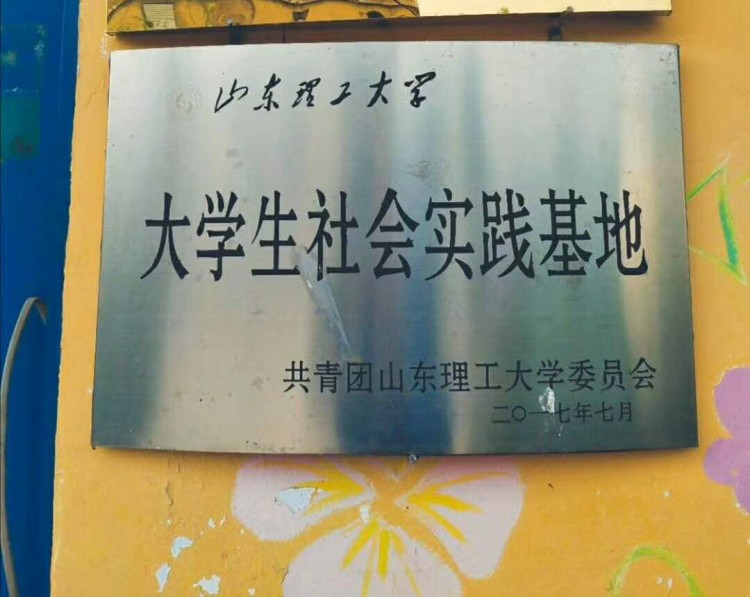 山东理工大学
大学生社会实践基地
共青团山东理工大学委员会
二〇一七年七月